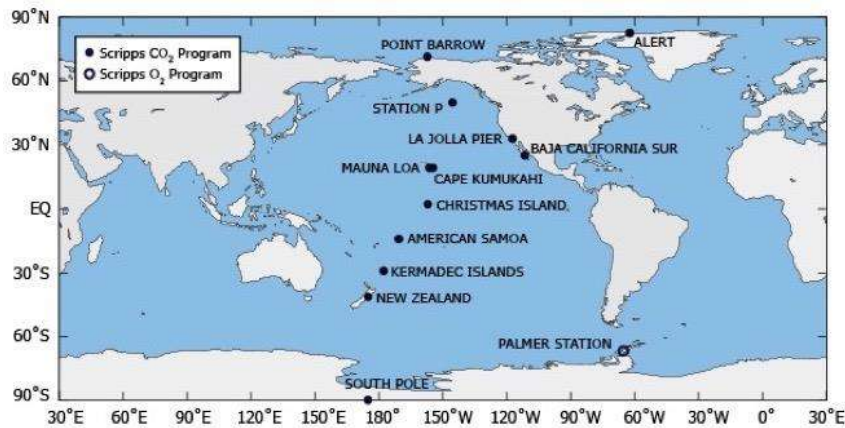 90°N
60°N
30°N
EQ
30°S
60°S
90°S
Scripps CO₂ Program
Scripps O₂ Program
POINT BARROW
ALERT
STATION P
LA JOLLA PIER
BAJA CALIFORNIA SUR
MAUNA LOA
CAPE KUMUKAHI
CHRISTMAS ISLAND
AMERICAN SAMOA
KERMADEC ISLANDS
NEW ZEALAND
PALMER STATION
SOUTH POLE
30°E 60°E 90°E 120°E 150°E 180° 150°W 120°W 90°W 60°W 30°W 0° 30°E